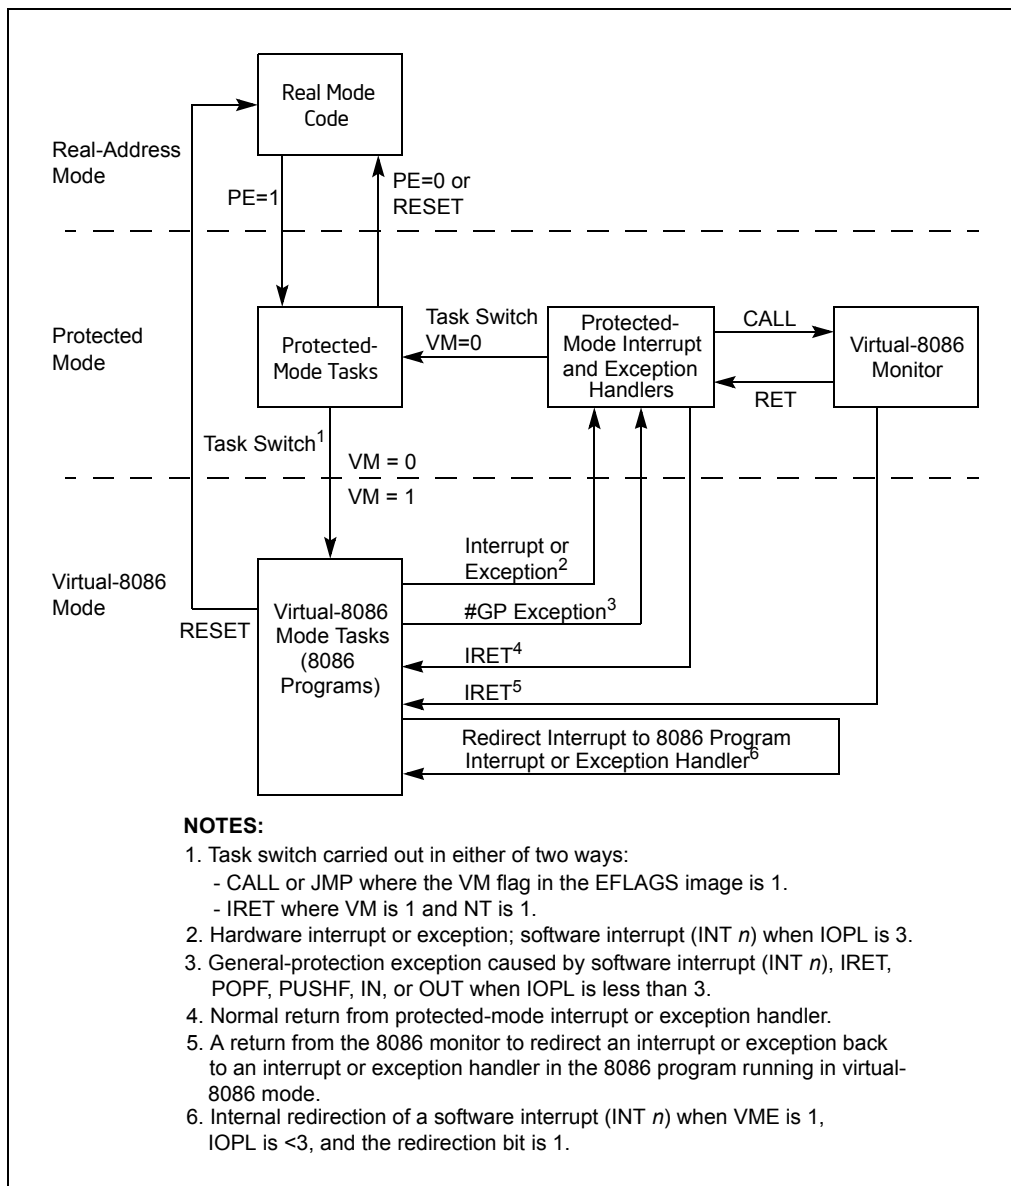 Real Mode
Code
Real-Address
Mode
PE=1
PE=0 or
RESET
Protected
Mode
Protected-
Mode Tasks
Task Switch
VM=0
Protected-
Mode Interrupt
and Exception
Handlers
CALL
RET
Virtual-8086
Monitor
Task Switch1
VM = 0
VM = 1
Virtual-8086
Mode
RESET
Virtual-8086
Mode Tasks
(8086
Programs)
Interrupt or
Exception2
#GP Exception3
IRET4
IRET5
Redirect Interrupt to 8086 Program
Interrupt or Exception Handler6
NOTES:
1. Task switch carried out in either of two ways:
- CALL or JMP where the VM flag in the EFLAGS image is 1.
- IRET where VM is 1 and NT is 1.
2. Hardware interrupt or exception; software interrupt (INT n) when IOPL is 3.
3. General-protection exception caused by software interrupt (INT n), IRET,
POPF, PUSHF, IN, or OUT when IOPL is less than 3.
4. Normal return from protected-mode interrupt or exception handler.
5. A return from the 8086 monitor to redirect an interrupt or exception back
to an interrupt or exception handler in the 8086 program running in virtual-
8086 mode.
6. Internal redirection of a software interrupt (INT n) when VME is 1,
IOPL is <3, and the redirection bit is 1.